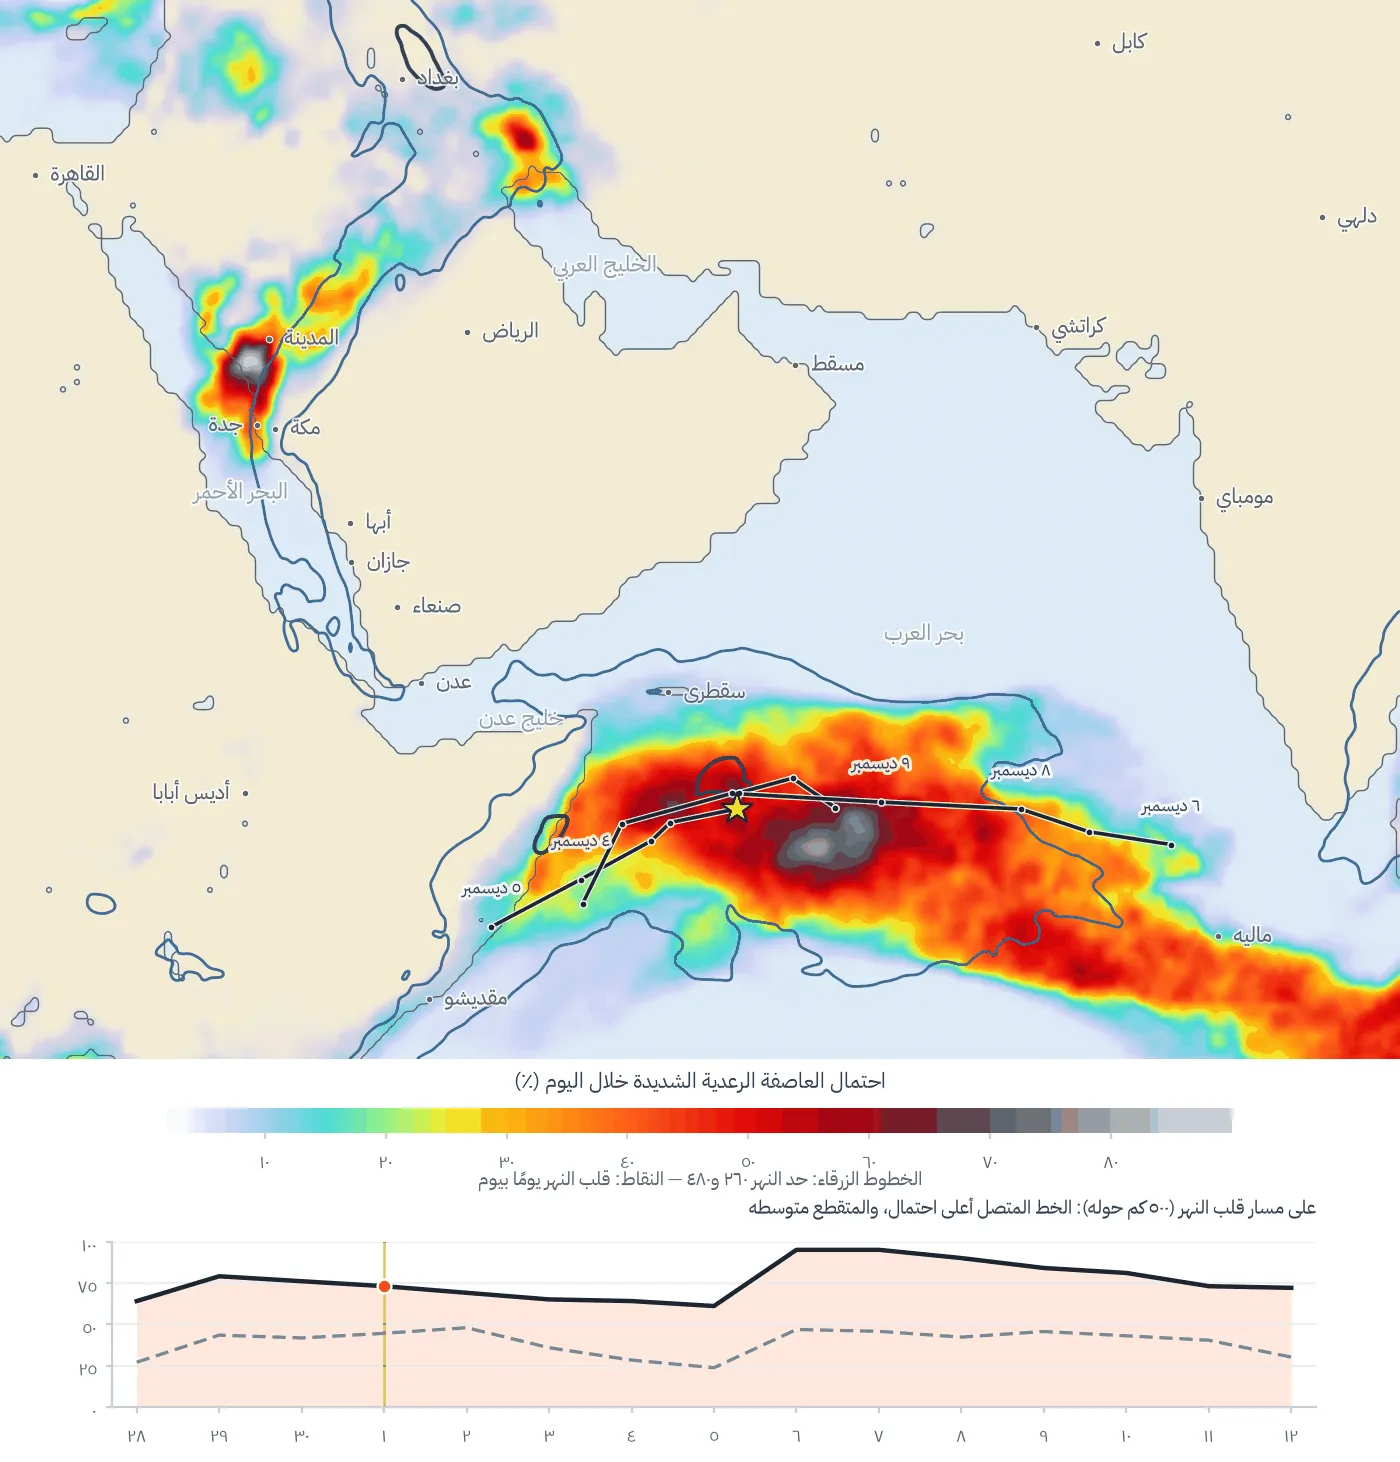 كابل
بغداد
القاهرة
دلهي
الخليج العربي
كراتشي
الرياض
المدينة
مسقط
جدة
مكة
البحر الأحمر
مومباي
أبها
جازان
صنعاء
بحر العرب
عدن
سقطرى
خليج عدن
٩ ديسمبر
٨ ديسمبر
أديس أبابا
٦ ديسمبر
٤ ديسمبر
٥ ديسمبر
ماليه
مقديشو
احتمال العاصفة الرعدية الشديدة خلال اليوم (٪)
١٠ ٢٠ ٣٠ ٤٠ ٥٠ ٦٠ ٧٠ ٨٠
الخطوط الزرقاء: حد النهر ٢٦٠ و٤٨٠ — النقاط: قلب النهر يومًا بيوم
على مسار قلب النهر (٥٠٠ كم حوله): الخط المتصل أعلى احتمال، والمتقطع متوسطه
١٠٠
٧٥
٥٠
٢٥
٠
٢٨ ٢٩ ٣٠ ١ ٢ ٣ ٤ ٥ ٦ ٧ ٨ ٩ ١٠ ١١ ١٢